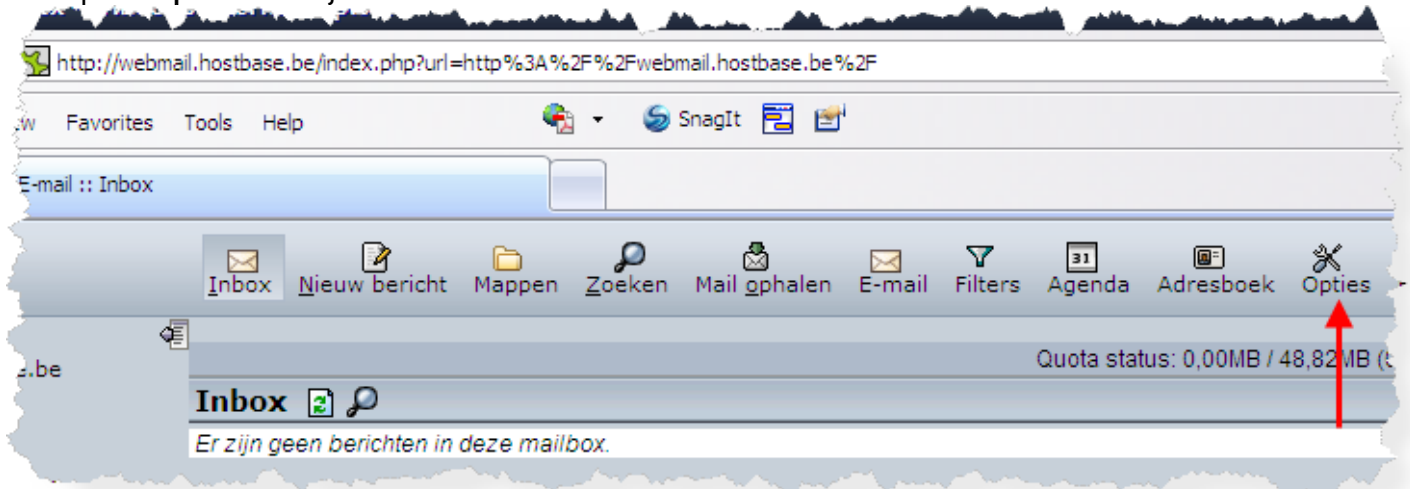 http://webmail.hostbase.be/index.php?url=http%3A%2F%2Fwebmail.hostbase.be%2F
Favorites Tools Help SnagIt
E-mail :: Inbox
31
Inbox Nieuw bericht Mappen Zoeken Mail ophalen E-mail Filters Agenda Adresboek Opties
.be
Quota status: 0,00MB / 48,82MB (
Inbox
Er zijn geen berichten in deze mailbox.